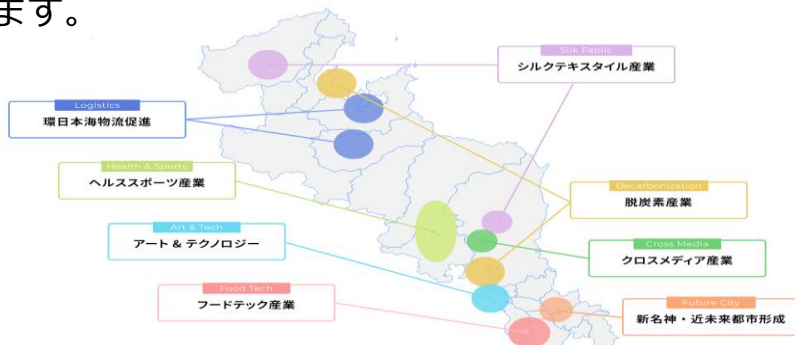 ます。
Silk Fablic
シルクテキスタイル産業
Logistics
環日本海物流促進
Health & Sports
ヘルススポーツ産業
Decarbonization
脱炭素産業
Art & Tech
アート & テクノロジー
Cross Media
クロスメディア産業
Food Tech
フードテック産業
Future City
新名神・近未来都市形成